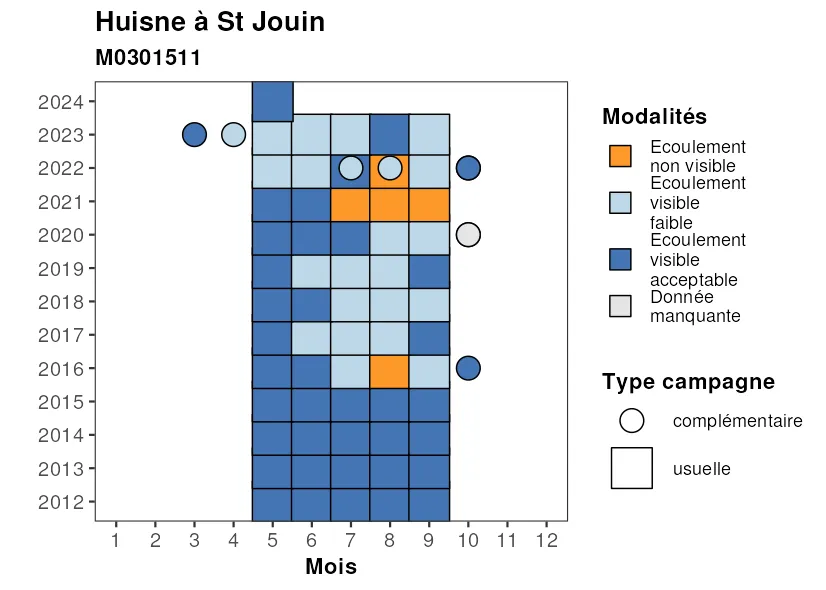 Huisne à St Jouin
M0301511
2024
2023
2022
2021
2020
2019
2018
2017
2016
2015
2014
2013
2012
1 2 3 4 5 6 7 8 9 10 11 12
Mois
Modalités
Ecoulement
non visible
Ecoulement
visible
faible
Ecoulement
visible
acceptable
Donnée
manquante
Type campagne
complémentaire
usuelle